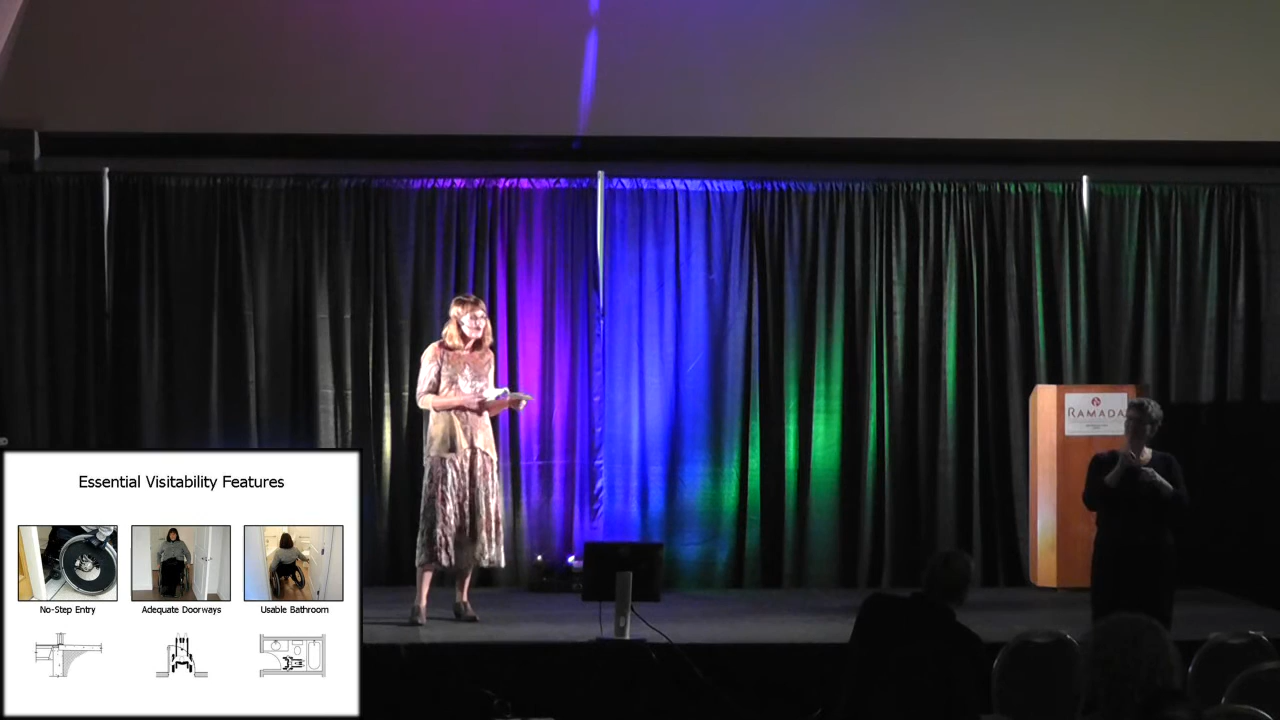 Essential Visitability Features
No-Step Entry
Adequate Doorways
Usable Bathroom
RAMADA